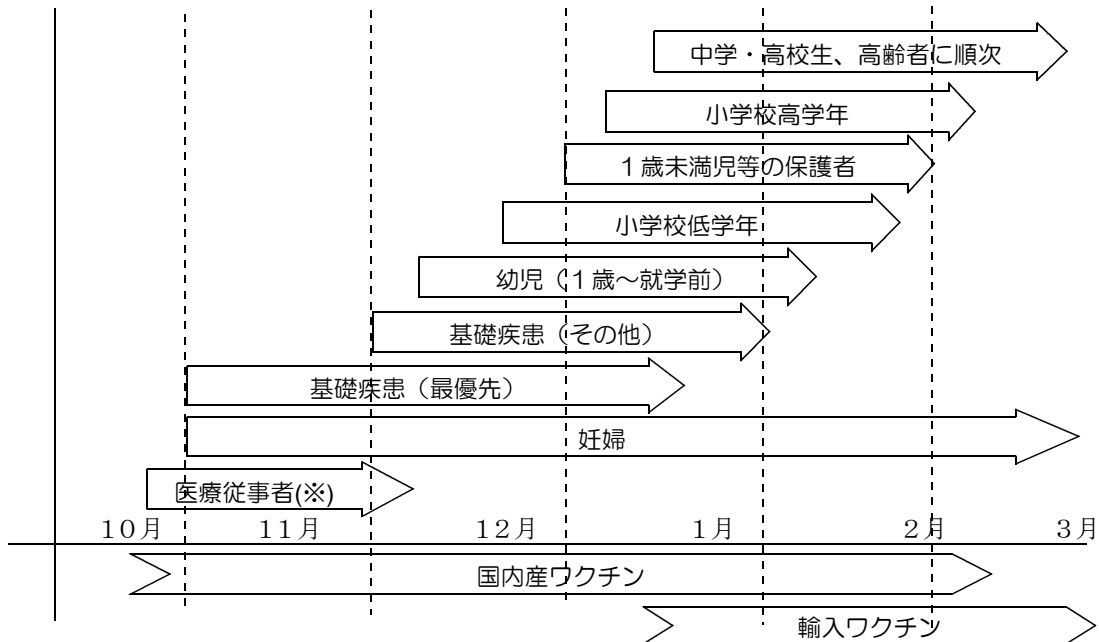 中学・高校生、高齢者に順次
小学校高学年
１歳未満児等の保護者
小学校低学年
幼児（１歳～就学前）
基礎疾患（その他）
基礎疾患（最優先）
妊婦
医療従事者(※)
１０月 １１月 １２月 １月 ２月 ３月
国内産ワクチン
輸入ワクチン